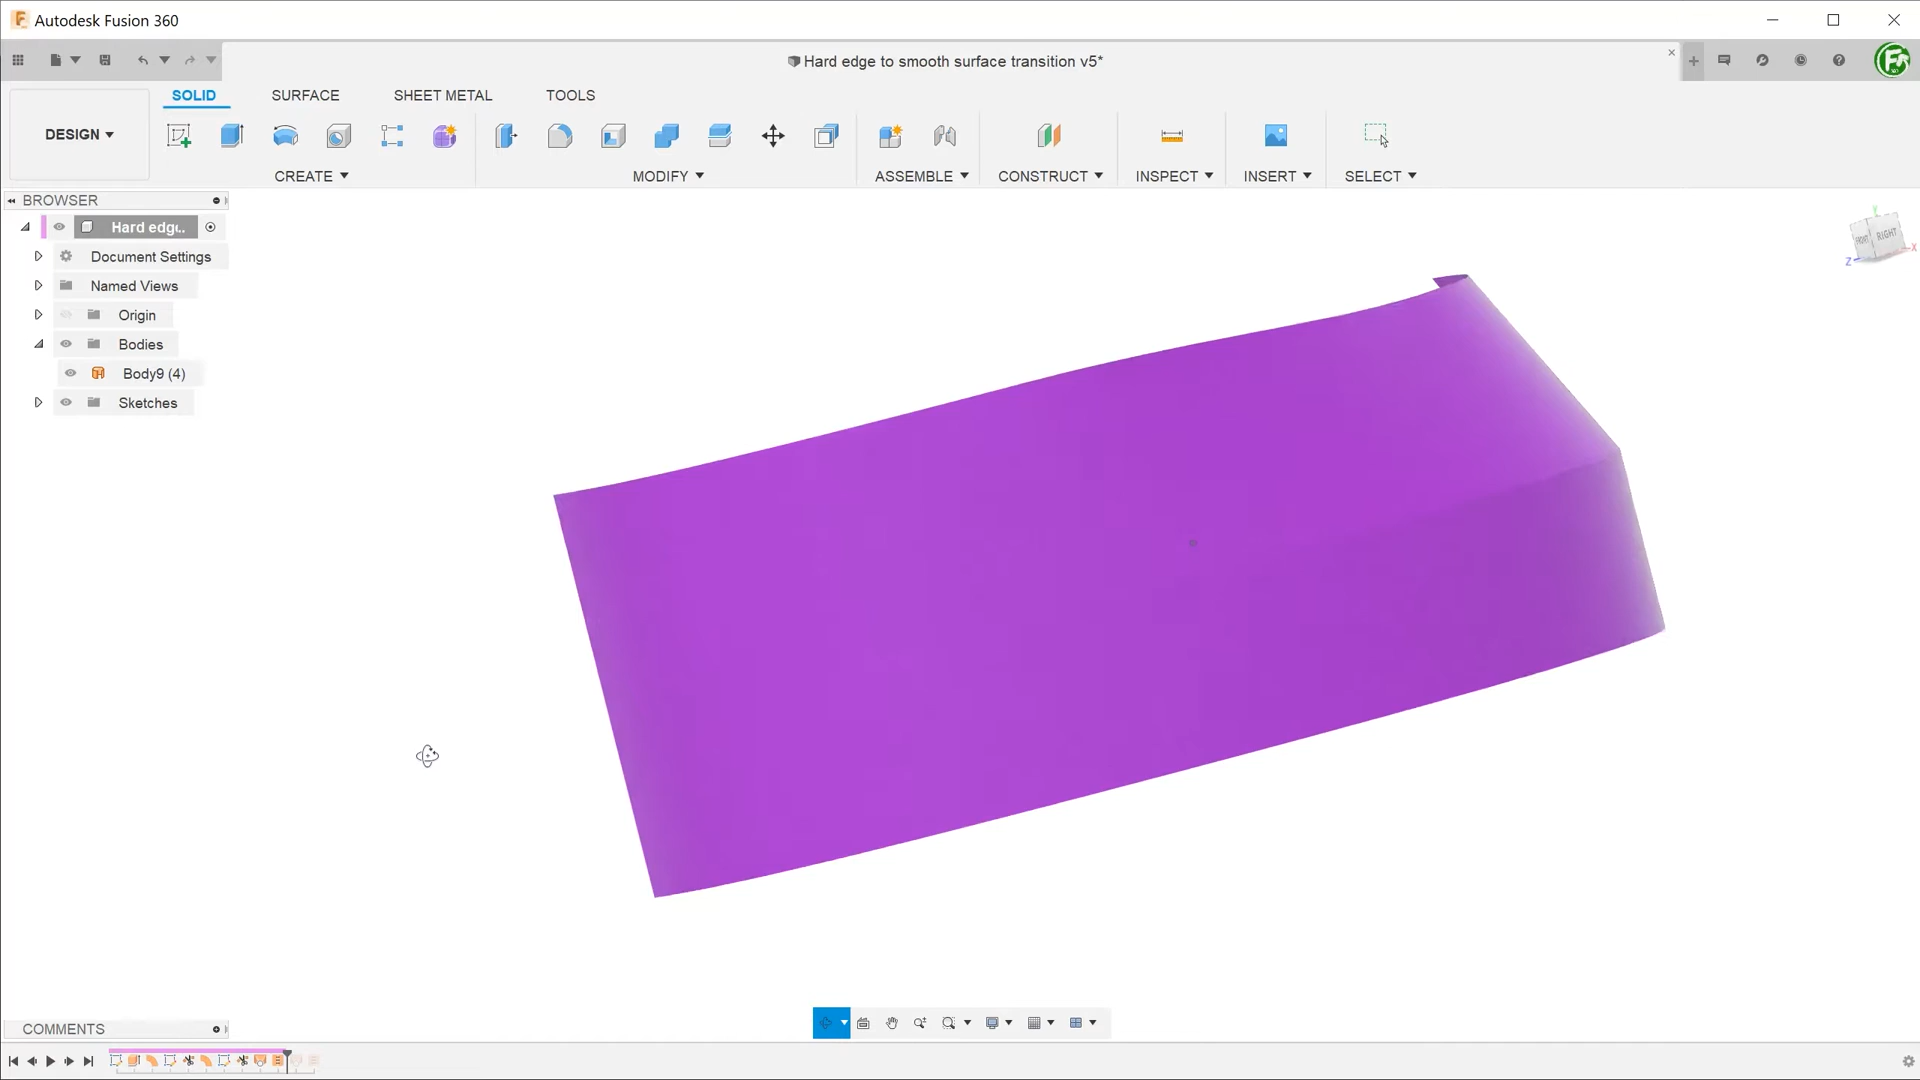 Autodesk Fusion 360
Hard edge to smooth surface transition v5*
SOLID SURFACE SHEET METAL TOOLS
DESIGN
CREATE MODIFY ASSEMBLE CONSTRUCT INSPECT INSERT SELECT
BROWSER
Hard edg..
Document Settings
Named Views
Origin
Bodies
Body9 (4)
Sketches
FRONT RIGHT
Y
X
Z
COMMENTS